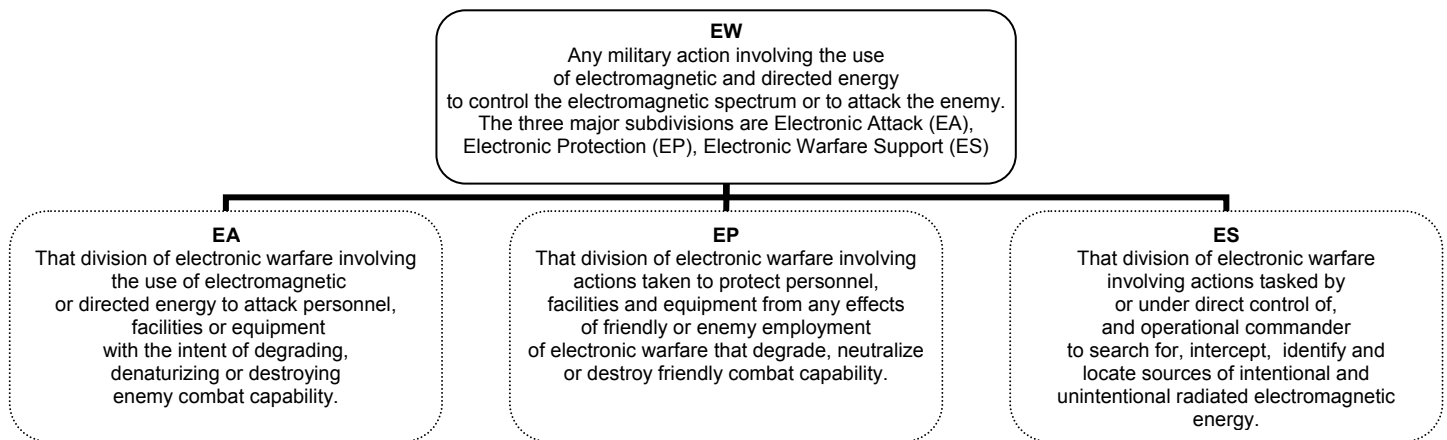 EW
Any military action involving the use
of electromagnetic and directed energy
to control the electromagnetic spectrum or to attack the enemy.
The three major subdivisions are Electronic Attack (EA),
Electronic Protection (EP), Electronic Warfare Support (ES)
EA
That division of electronic warfare involving
the use of electromagnetic
or directed energy to attack personnel,
facilities or equipment
with the intent of degrading,
denaturizing or destroying
enemy combat capability.
EP
That division of electronic warfare involving
actions taken to protect personnel,
facilities and equipment from any effects
of friendly or enemy employment
of electronic warfare that degrade, neutralize
or destroy friendly combat capability.
ES
That division of electronic warfare
involving actions tasked by
or under direct control of,
and operational commander
to search for, intercept, identify and
locate sources of intentional and
unintentional radiated electromagnetic
energy.